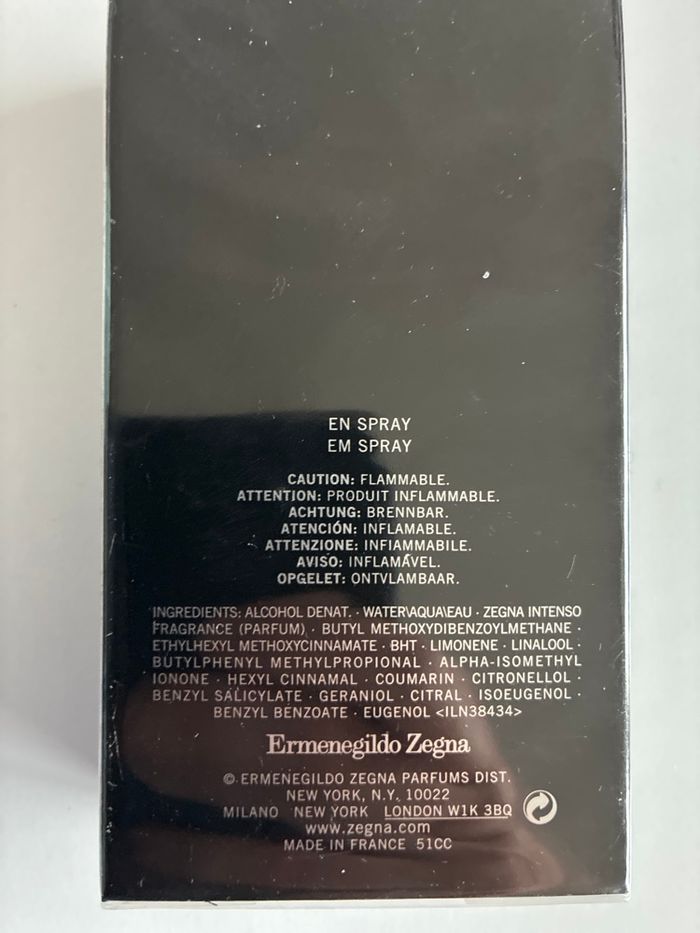 EN SPRAY
EM SPRAY
CAUTION: FLAMMABLE.
ATTENTION: PRODUIT INFLAMMABLE.
ACHTUNG: BRENNBAR.
ATENCIÓN: INFLAMABLE.
ATTENZIONE: INFIAMMABILE.
AVISO: INFLAMÁVEL.
OPGELET: ONTVLAMBAAR.
INGREDIENTS: ALCOHOL DENAT. · WATER\AQUA\EAU · ZEGNA INTENSO
FRAGRANCE (PARFUM) · BUTYL METHOXYDIBENZOYLMETHANE ·
ETHYLHEXYL METHOXYCINNAMATE · BHT · LIMONENE · LINALOOL ·
BUTYLPHENYL METHYLPROPIONAL · ALPHA-ISOMETHYL
IONONE · HEXYL CINNAMAL · COUMARIN · CITRONELLOL ·
BENZYL SALICYLATE · GERANIOL · CITRAL · ISOEUGENOL ·
BENZYL BENZOATE · EUGENOL <ILN38434>
Ermenegildo Zegna
© ERMENEGILDO ZEGNA PARFUMS DIST.
NEW YORK, N.Y. 10022
MILANO NEW YORK LONDON W1K 3BQ
www.zegna.com
MADE IN FRANCE 51CC